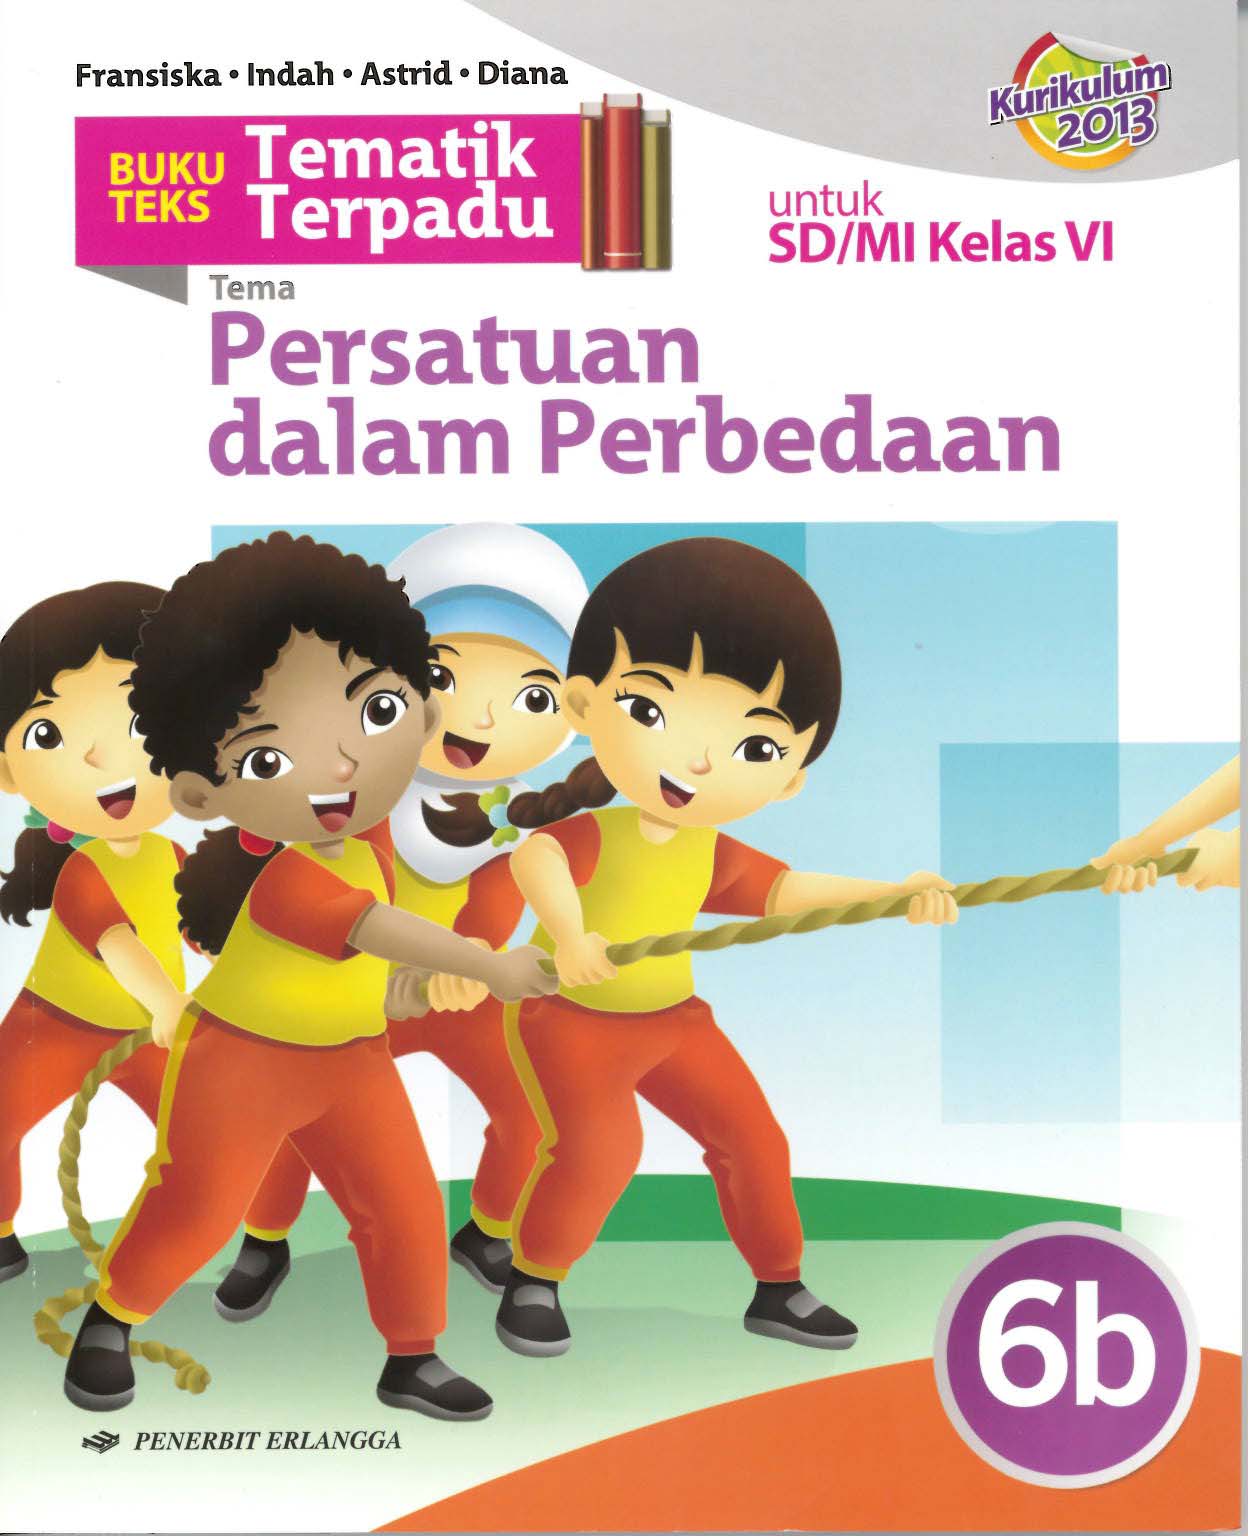 Fransiska • Indah • Astrid • Diana
Kurikulum
2013
BUKU
TEKS
Tematik
Terpadu
untuk
SD/MI Kelas VI
Tema
Persatuan
dalam Perbedaan
6b
PENERBIT ERLANGGA